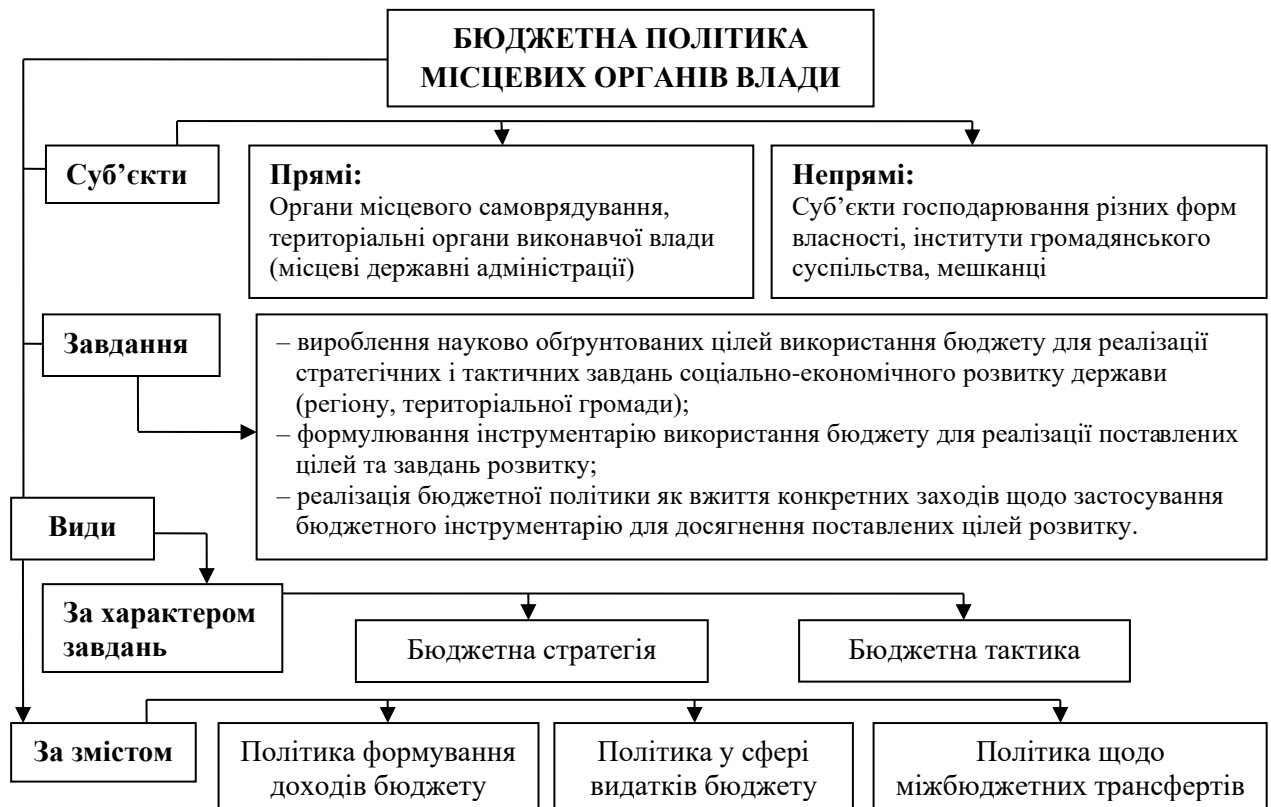 БЮДЖЕТНА ПОЛІТИКА
МІСЦЕВИХ ОРГАНІВ ВЛАДИ
Суб’єкти
Прямі:
Органи місцевого самоврядування,
територіальні органи виконавчої влади
(місцеві державні адміністрації)
Непрямі:
Суб’єкти господарювання різних форм
власності, інститути громадянського
суспільства, мешканці
Завдання
– вироблення науково обґрунтованих цілей використання бюджету для реалізації
стратегічних і тактичних завдань соціально-економічного розвитку держави
(регіону, територіальної громади);
– формулювання інструментарію використання бюджету для реалізації поставлених
цілей та завдань розвитку;
– реалізація бюджетної політики як вжиття конкретних заходів щодо застосування
бюджетного інструментарію для досягнення поставлених цілей розвитку.
Види
За характером
завдань
Бюджетна стратегія
Бюджетна тактика
За змістом
Політика формування
доходів бюджету
Політика у сфері
видатків бюджету
Політика щодо
міжбюджетних трансфертів